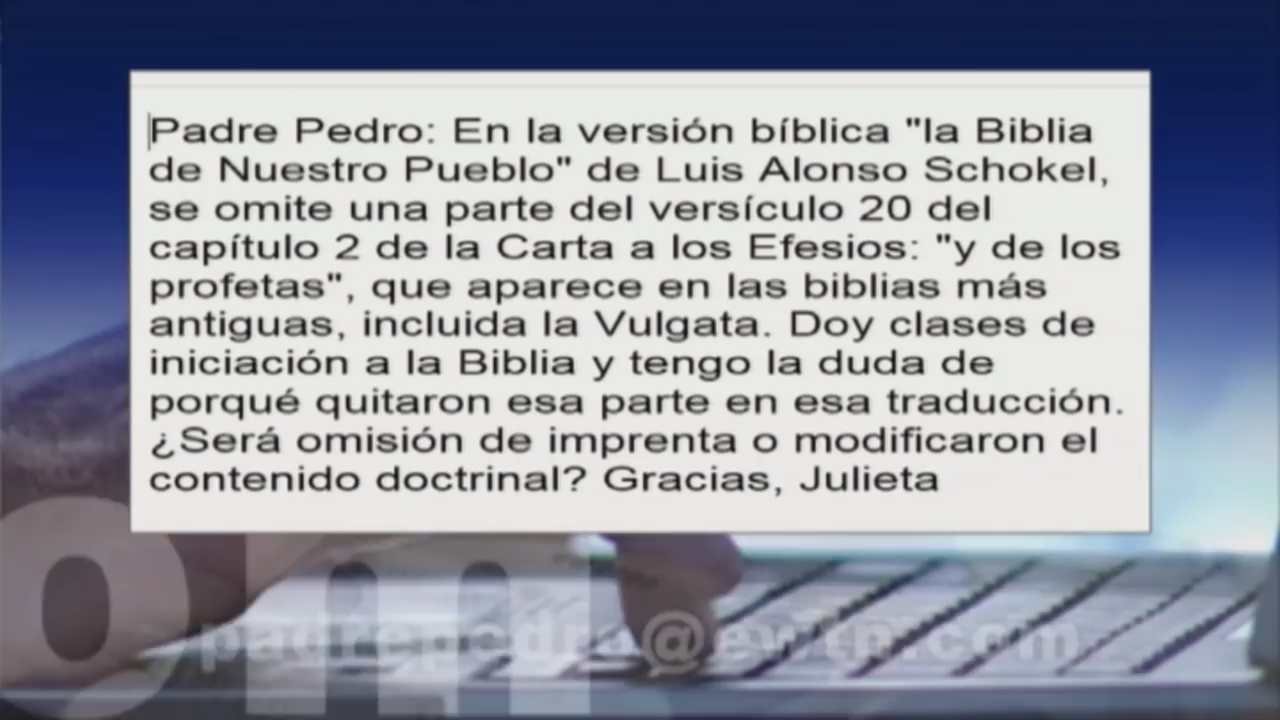 Padre Pedro: En la versión bíblica "la Biblia
de Nuestro Pueblo" de Luis Alonso Schokel,
se omite una parte del versículo 20 del
capítulo 2 de la Carta a los Efesios: "y de los
profetas", que aparece en las biblias más
antiguas, incluida la Vulgata. Doy clases de
iniciación a la Biblia y tengo la duda de
porqué quitaron esa parte en esa traducción.
¿Será omisión de imprenta o modificaron el
contenido doctrinal? Gracias, Julieta
om
padrepedro@ewtn.com